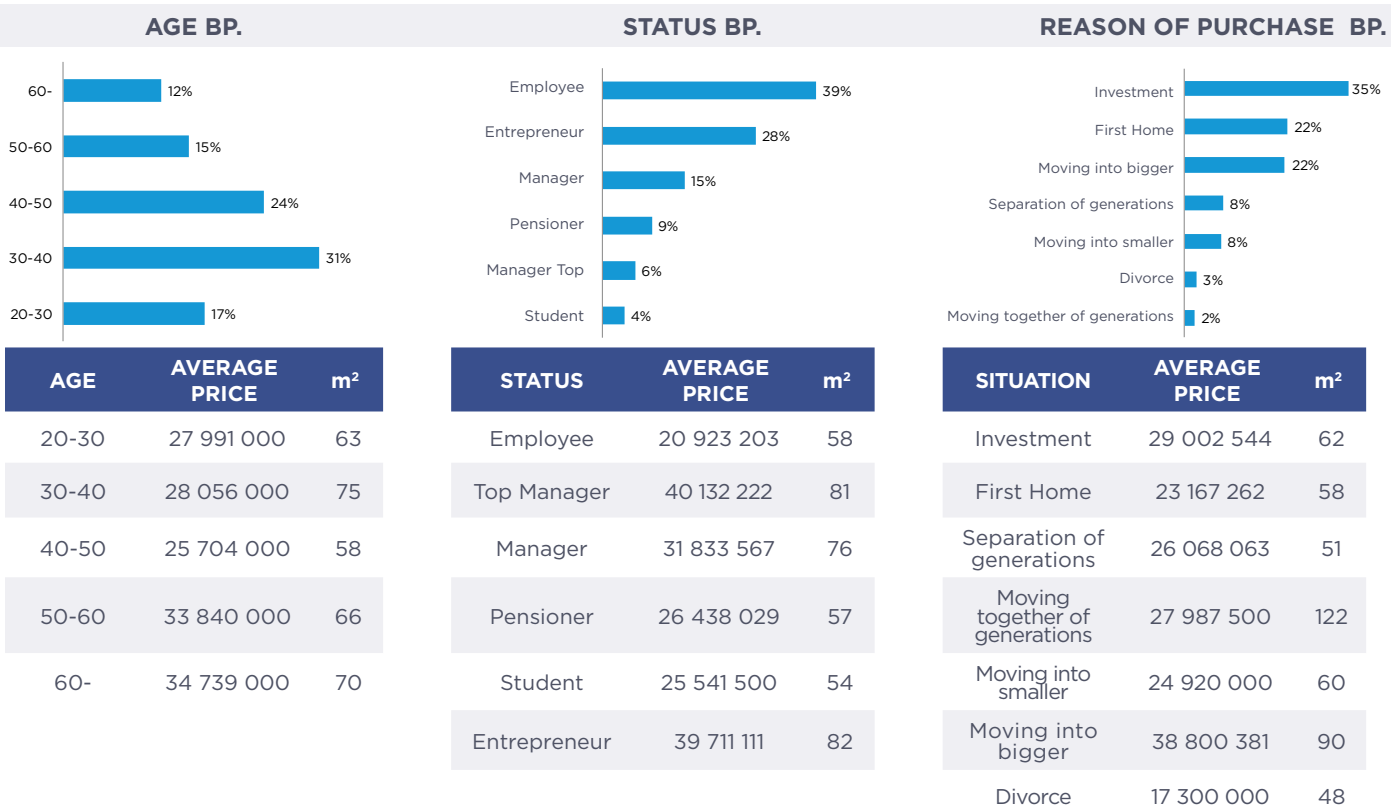 AGE BP.
60- 12%
50-60 15%
40-50 24%
30-40 31%
20-30 17%
AGE AVERAGE PRICE m²
20-30 27 991 000 63
30-40 28 056 000 75
40-50 25 704 000 58
50-60 33 840 000 66
60- 34 739 000 70
STATUS BP.
Employee 39%
Entrepreneur 28%
Manager 15%
Pensioner 9%
Manager Top 6%
Student 4%
STATUS AVERAGE PRICE m²
Employee 20 923 203 58
Top Manager 40 132 222 81
Manager 31 833 567 76
Pensioner 26 438 029 57
Student 25 541 500 54
Entrepreneur 39 711 111 82
REASON OF PURCHASE BP.
Investment 35%
First Home 22%
Moving into bigger 22%
Separation of generations 8%
Moving into smaller 8%
Divorce 3%
Moving together of generations 2%
SITUATION AVERAGE PRICE m²
Investment 29 002 544 62
First Home 23 167 262 58
Separation of generations 26 068 063 51
Moving together of generations 27 987 500 122
Moving into smaller 24 920 000 60
Moving into bigger 38 800 381 90
Divorce 17 300 000 48